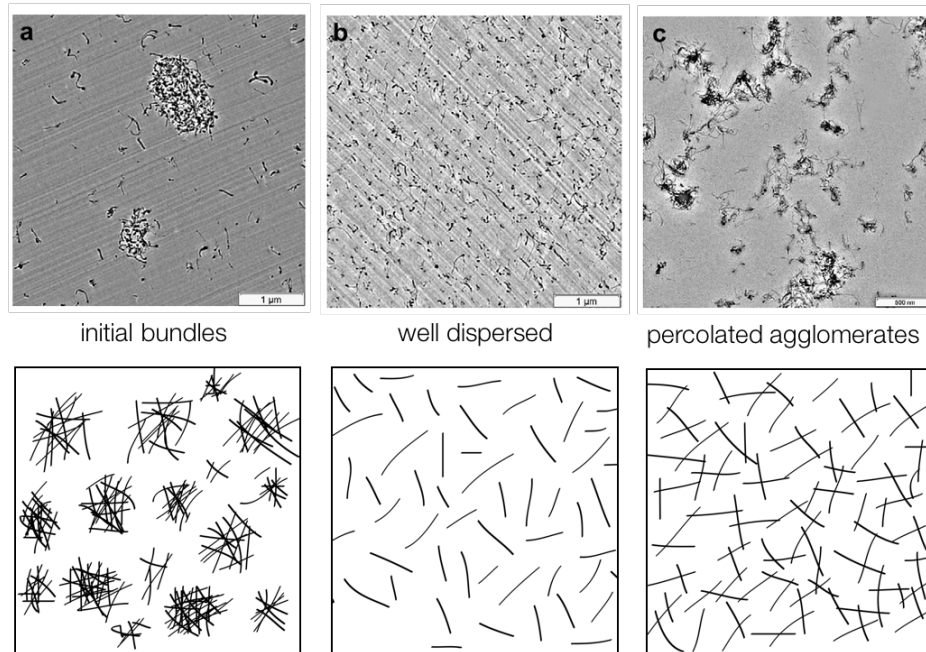 a
b
c
1 µm
1 µm
500 nm
initial bundles
well dispersed
percolated agglomerates